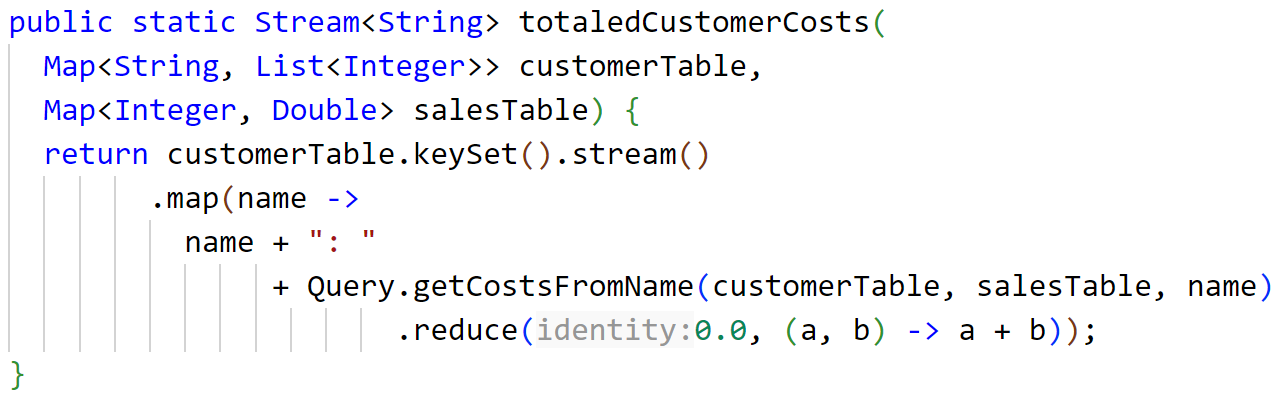 public static Stream<String> totaledCustomerCosts(
Map<String, List<Integer>> customerTable,
Map<Integer, Double> salesTable) {
return customerTable.keySet().stream()
.map(name ->
name + ": "
+ Query.getCostsFromName(customerTable, salesTable, name)
.reduce(identity:0.0, (a, b) -> a + b));
}